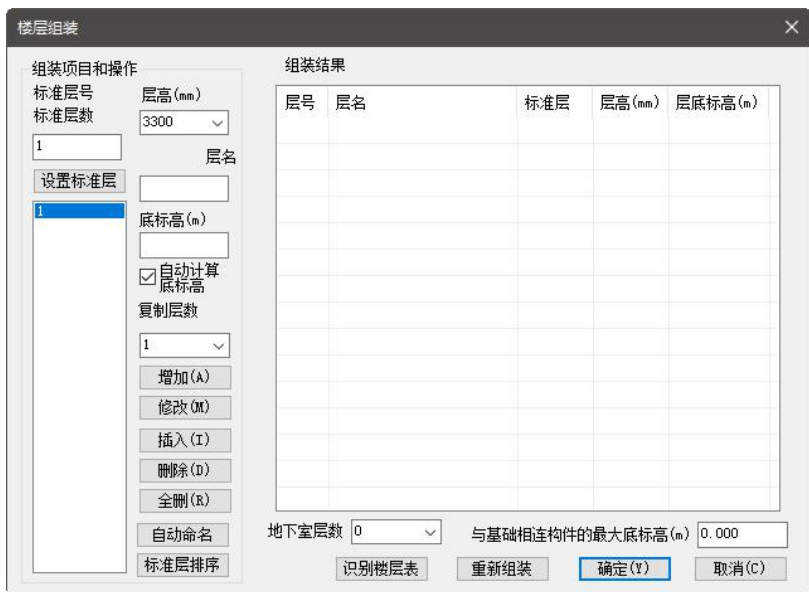 楼层组装
组装项目和操作
标准层号
标准层数
1
设置标准层
1
层高(mm)
3300
层名
底标高(m)
自动计算
底标高
复制层数
1
增加(A)
修改(M)
插入(I)
删除(D)
全删(R)
自动命名
标准层排序
组装结果
层号 层名 标准层 层高(mm) 层底标高(m)
地下室层数 0 与基础相连构件的最大底标高(m) 0.000
识别楼层表 重新组装 确定(Y) 取消(C)